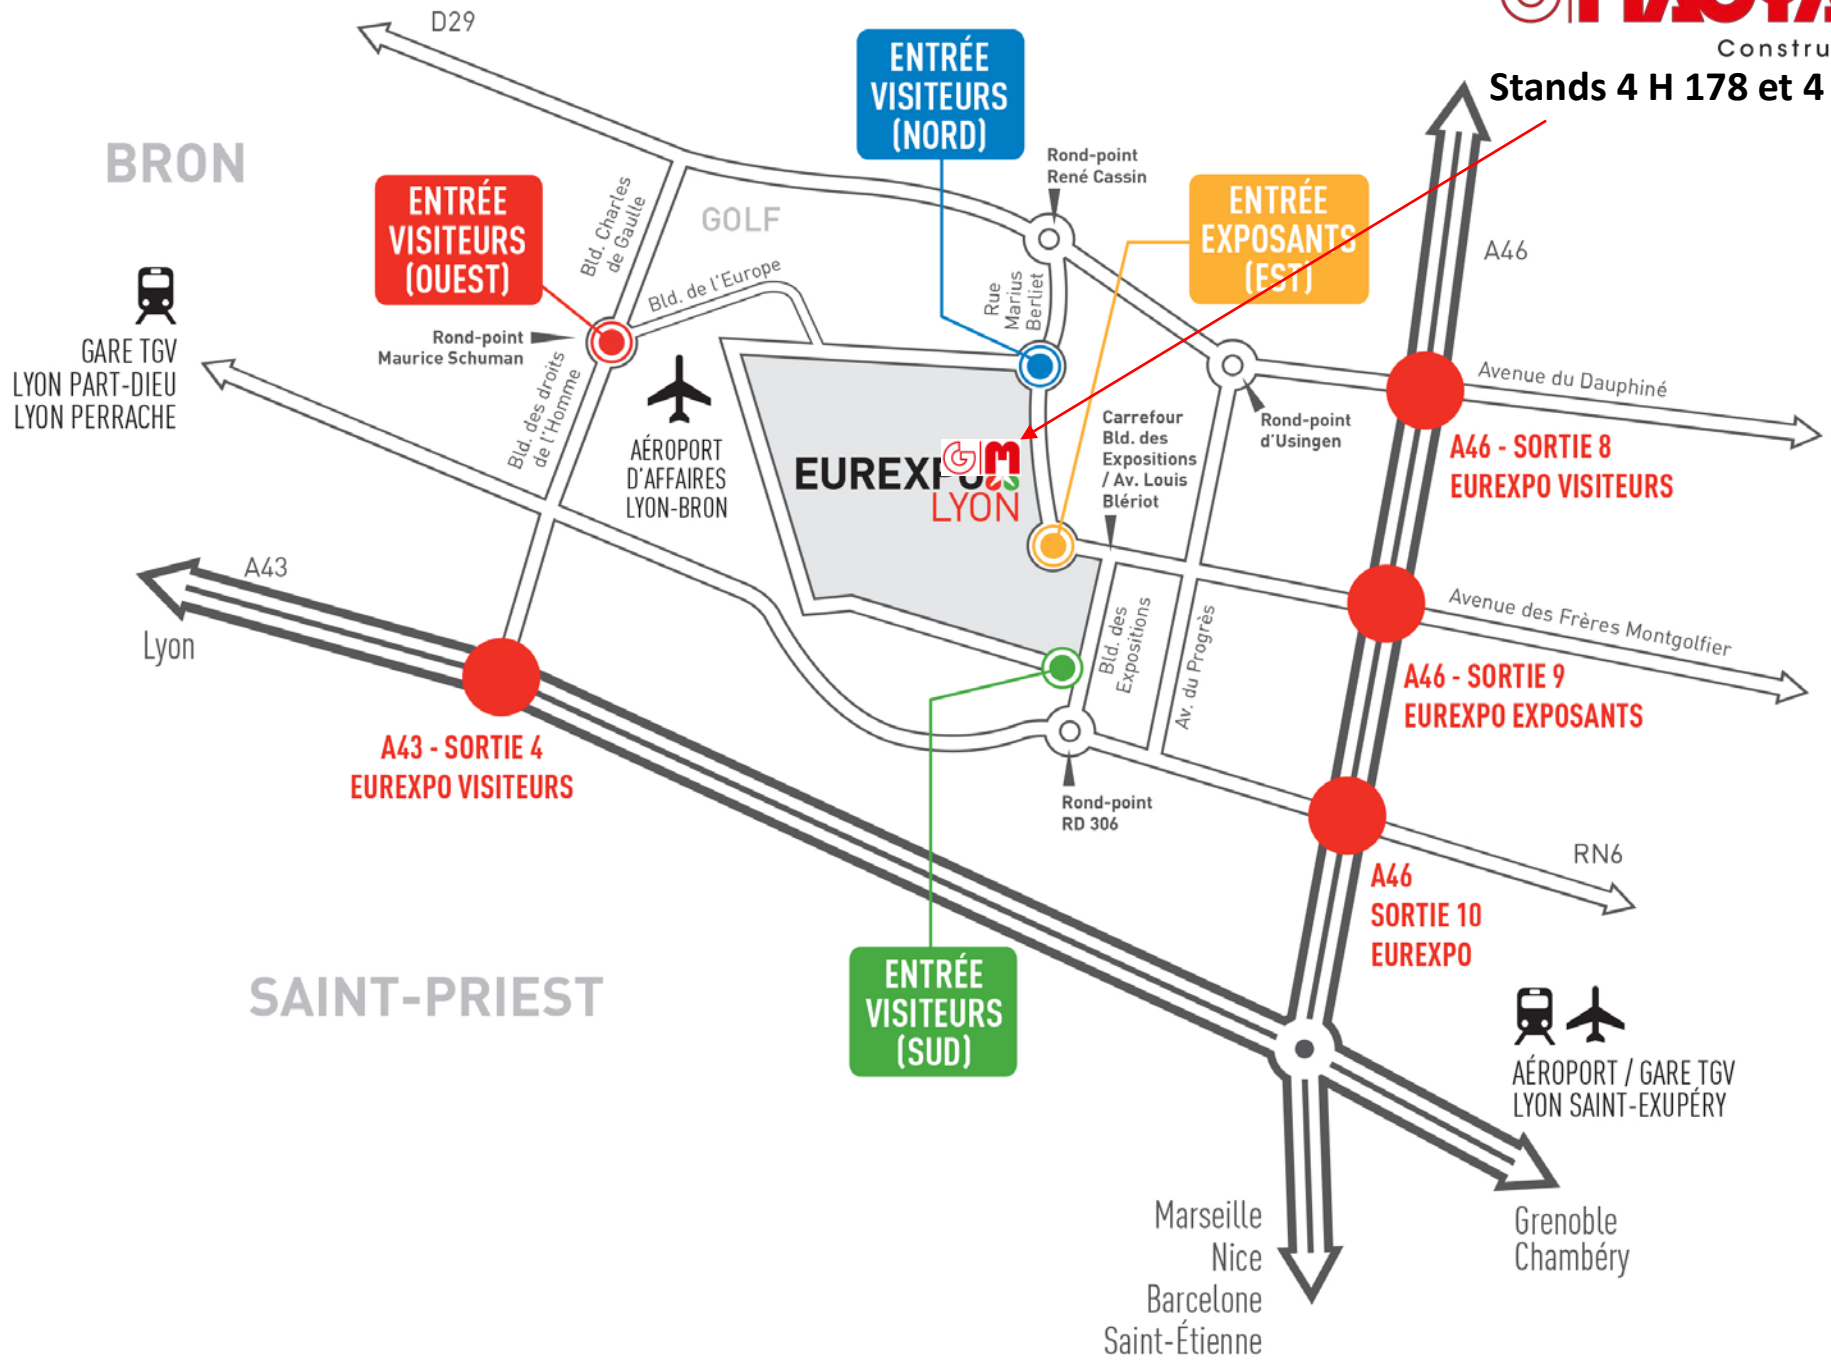 D29
Constru
Stands 4 H 178 et 4
ENTRÉE
VISITEURS
(NORD)
BRON
Rond-point
René Cassin
ENTRÉE
VISITEURS
(OUEST)
Bld. Charles
de Gaulle
GOLF
ENTRÉE
EXPOSANTS
(EST)
A46
Bld. de l'Europe
Rue
Marius
Berliet
Rond-point
Maurice Schuman
GARE TGV
LYON PART-DIEU
LYON PERRACHE
Bld. des droits
de l'Homme
AÉROPORT
D'AFFAIRES
LYON-BRON
Avenue du Dauphiné
Carrefour
Bld. des
Expositions
/ Av. Louis
Blériot
Rond-point
d'Usingen
A46 - SORTIE 8
EUREXPO VISITEURS
EUREXPO
LYON
G M
A43
Lyon
Bld. des
Expositions
Av. du Progrès
Avenue des Frères Montgolfier
A46 - SORTIE 9
EUREXPO EXPOSANTS
A43 - SORTIE 4
EUREXPO VISITEURS
Rond-point
RD 306
RN6
A46
SORTIE 10
EUREXPO
SAINT-PRIEST
ENTRÉE
VISITEURS
(SUD)
AÉROPORT / GARE TGV
LYON SAINT-EXUPÉRY
Marseille
Nice
Barcelone
Saint-Étienne
Grenoble
Chambéry